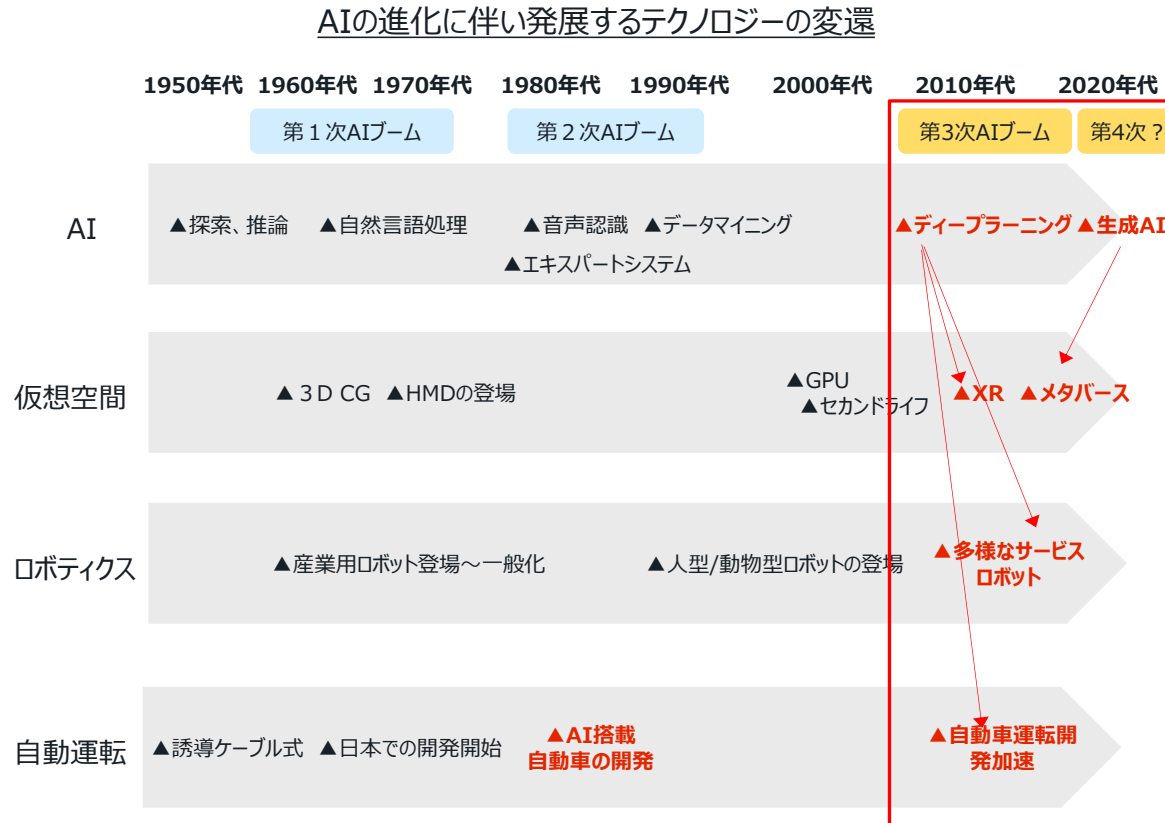 AIの進化に伴い発展するテクノロジーの変還
1950年代 1960年代 1970年代 1980年代 1990年代 2000年代 2010年代 2020年代
第１次AIブーム 第２次AIブーム 第3次AIブーム 第4次？
AI
▲探索、推論 ▲自然言語処理 ▲音声認識 ▲データマイニング ▲ディープラーニング ▲生成AI
▲エキスパートシステム
仮想空間
▲３D CG ▲HMDの登場 ▲GPU ▲XR ▲メタバース
▲セカンドライフ
ロボティクス
▲産業用ロボット登場～一般化 ▲人型/動物型ロボットの登場 ▲多様なサービス
ロボット
自動運転
▲誘導ケーブル式 ▲日本での開発開始 ▲AI搭載 ▲自動車運転開
自動車の開発 発加速